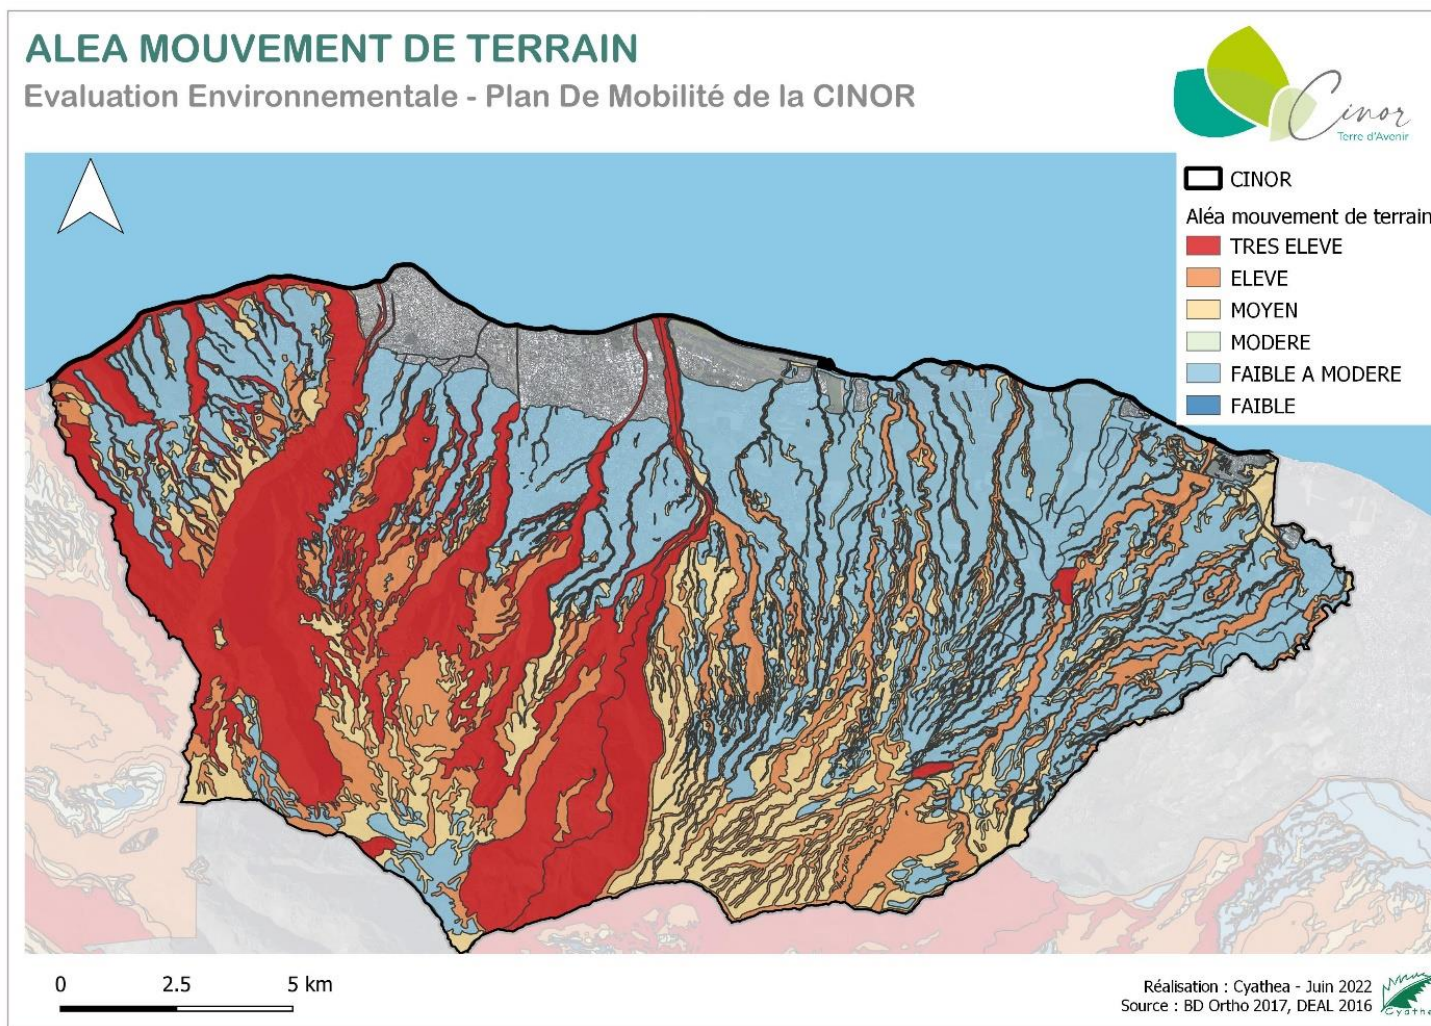 ALEA MOUVEMENT DE TERRAIN
Evaluation Environnementale - Plan De Mobilité de la CINOR
Cinor
Terre d'Avenir
CINOR
Aléa mouvement de terrain
TRES ELEVE
ELEVE
MOYEN
MODERE
FAIBLE A MODERE
FAIBLE
0 2.5 5 km
Réalisation : Cyathea - Juin 2022
Source : BD Ortho 2017, DEAL 2016
Cyathea